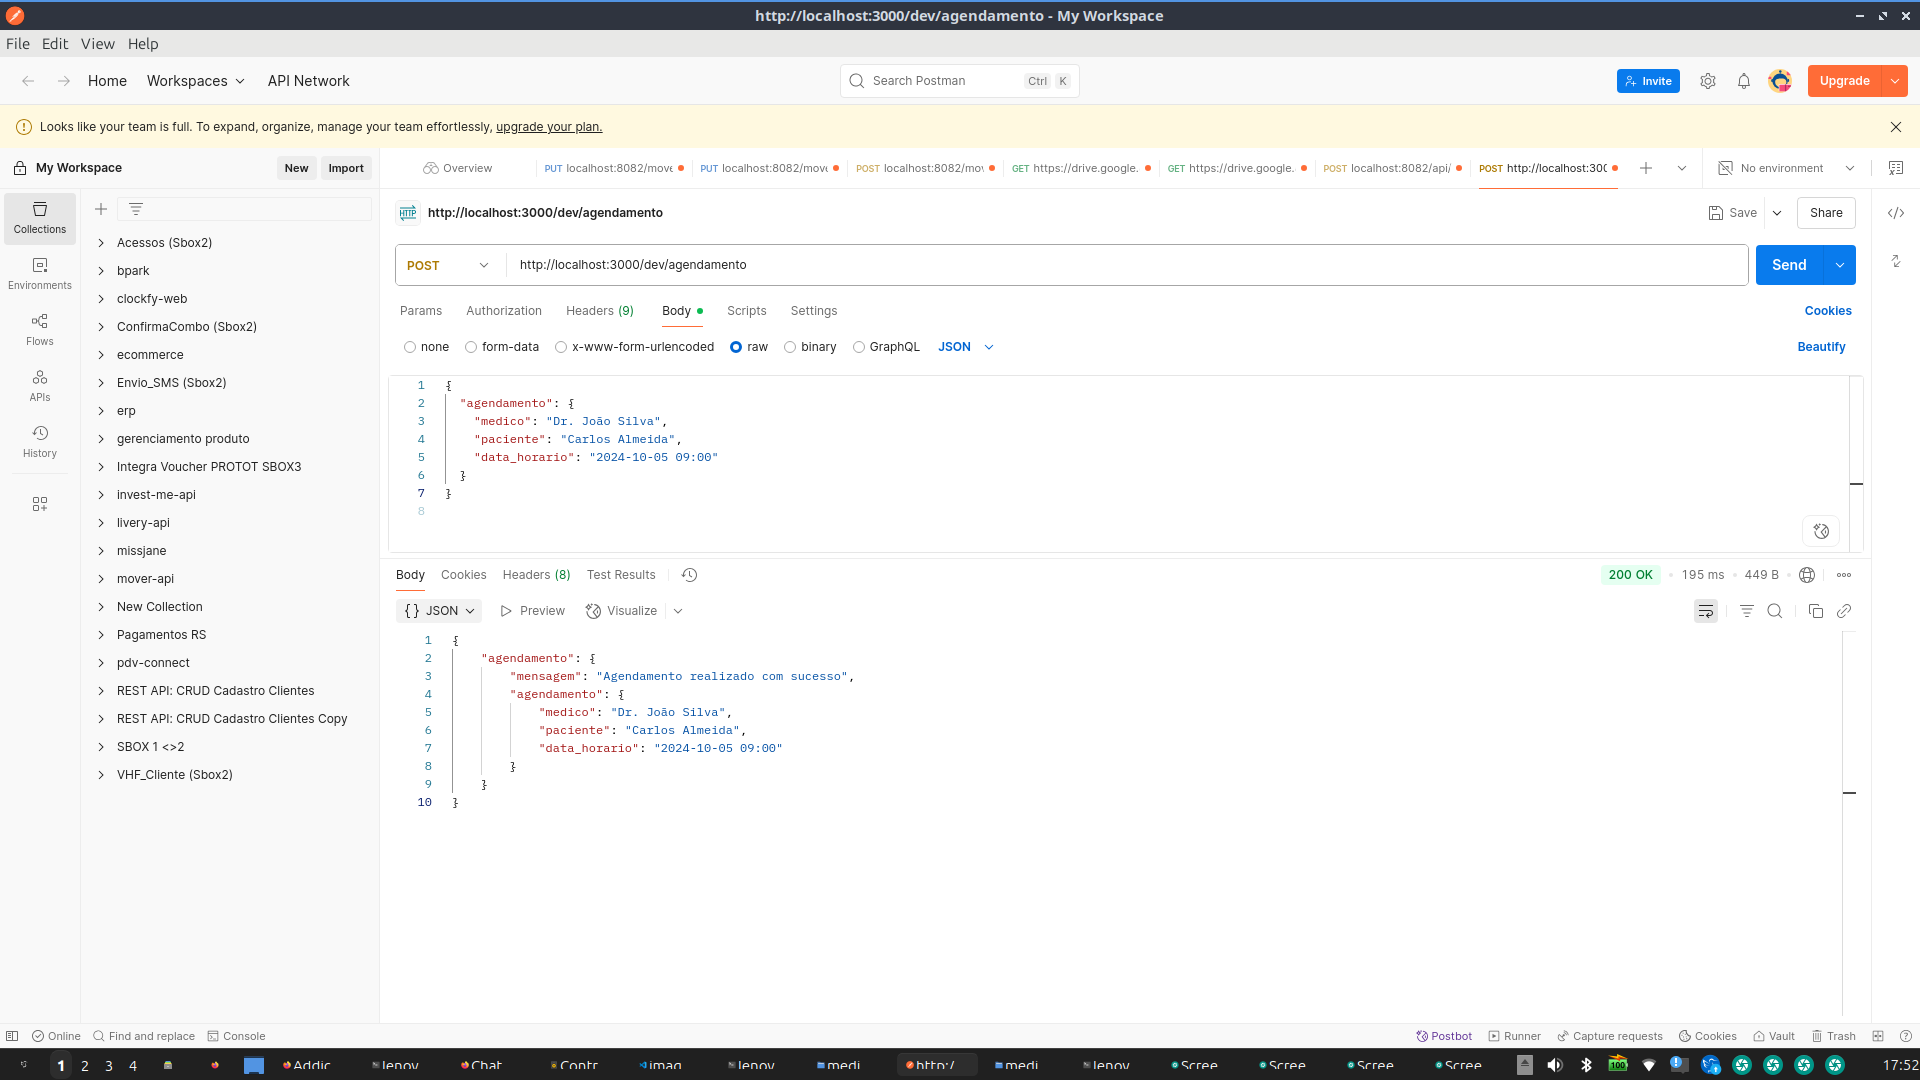 http://localhost:3000/dev/agendamento - My Workspace
File Edit View Help
Home Workspaces API Network Search Postman Ctrl K Invite Upgrade
Looks like your team is full. To expand, organize, manage your team effortlessly, upgrade your plan.
My Workspace New Import
Overview PUT localhost:8082/move PUT localhost:8082/mov POST localhost:8082/mo GET https://drive.google. GET https://drive.google. POST localhost:8082/api/ POST http://localhost:300 No environment
Collections
Environments
Flows
APIs
History
Acessos (Sbox2)
bpark
clockfy-web
ConfirmaCombo (Sbox2)
ecommerce
Envio_SMS (Sbox2)
erp
gerenciamento produto
Integra Voucher PROTOT SBOX3
invest-me-api
livery-api
missjane
mover-api
New Collection
Pagamentos RS
pdv-connect
REST API: CRUD Cadastro Clientes
REST API: CRUD Cadastro Clientes Copy
SBOX 1 <>2
VHF_Cliente (Sbox2)
HTTP http://localhost:3000/dev/agendamento Save Share
POST http://localhost:3000/dev/agendamento Send
Params Authorization Headers (9) Body Scripts Settings Cookies
none form-data x-www-form-urlencoded raw binary GraphQL JSON Beautify
1 {
2 "agendamento": {
3 "medico": "Dr. João Silva",
4 "paciente": "Carlos Almeida",
5 "data_horario": "2024-10-05 09:00"
6 }
7 }
8
Body Cookies Headers (8) Test Results 200 OK 195 ms 449 B
{} JSON Preview Visualize
1 {
2 "agendamento": {
3 "mensagem": "Agendamento realizado com sucesso",
4 "agendamento": {
5 "medico": "Dr. João Silva",
6 "paciente": "Carlos Almeida",
7 "data_horario": "2024-10-05 09:00"
8 }
9 }
10 }
Online Find and replace Console Postbot Runner Capture requests Cookies Vault Trash
1 2 3 4 Addic lenov Chat Contr imag lenov medi http:/ medi lenov Scree Scree Scree Scree 100 17:52